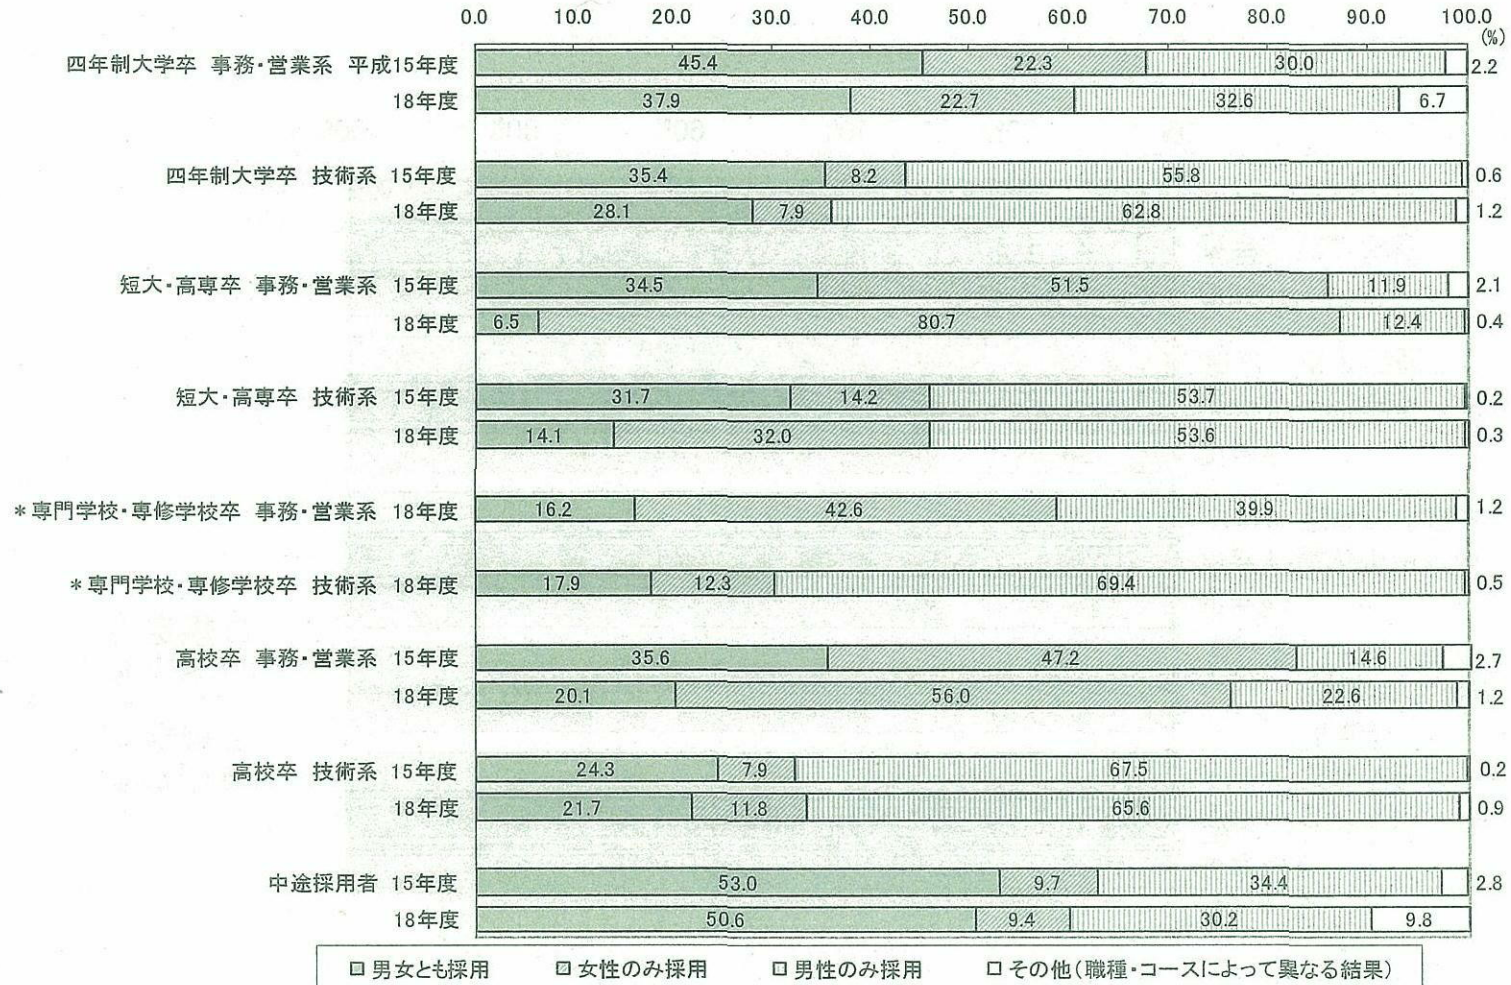 0.0 10.0 20.0 30.0 40.0 50.0 60.0 70.0 80.0 90.0 100.0
(%)
四年制大学卒 事務・営業系 平成15年度 45.4 22.3 30.0 2.2
18年度 37.9 22.7 32.6 6.7
四年制大学卒 技術系 15年度 35.4 8.2 55.8 0.6
18年度 28.1 7.9 62.8 1.2
短大・高専卒 事務・営業系 15年度 34.5 51.5 11.9 2.1
18年度 6.5 80.7 12.4 0.4
短大・高専卒 技術系 15年度 31.7 14.2 53.7 0.2
18年度 14.1 32.0 53.6 0.3
*専門学校・専修学校卒 事務・営業系 18年度 16.2 42.6 39.9 1.2
*専門学校・専修学校卒 技術系 18年度 17.9 12.3 69.4 0.5
高校卒 事務・営業系 15年度 35.6 47.2 14.6 2.7
18年度 20.1 56.0 22.6 1.2
高校卒 技術系 15年度 24.3 7.9 67.5 0.2
18年度 21.7 11.8 65.6 0.9
中途採用者 15年度 53.0 9.7 34.4 2.8
18年度 50.6 9.4 30.2 9.8
男女とも採用 女性のみ採用 男性のみ採用 その他(職種・コースによって異なる結果)